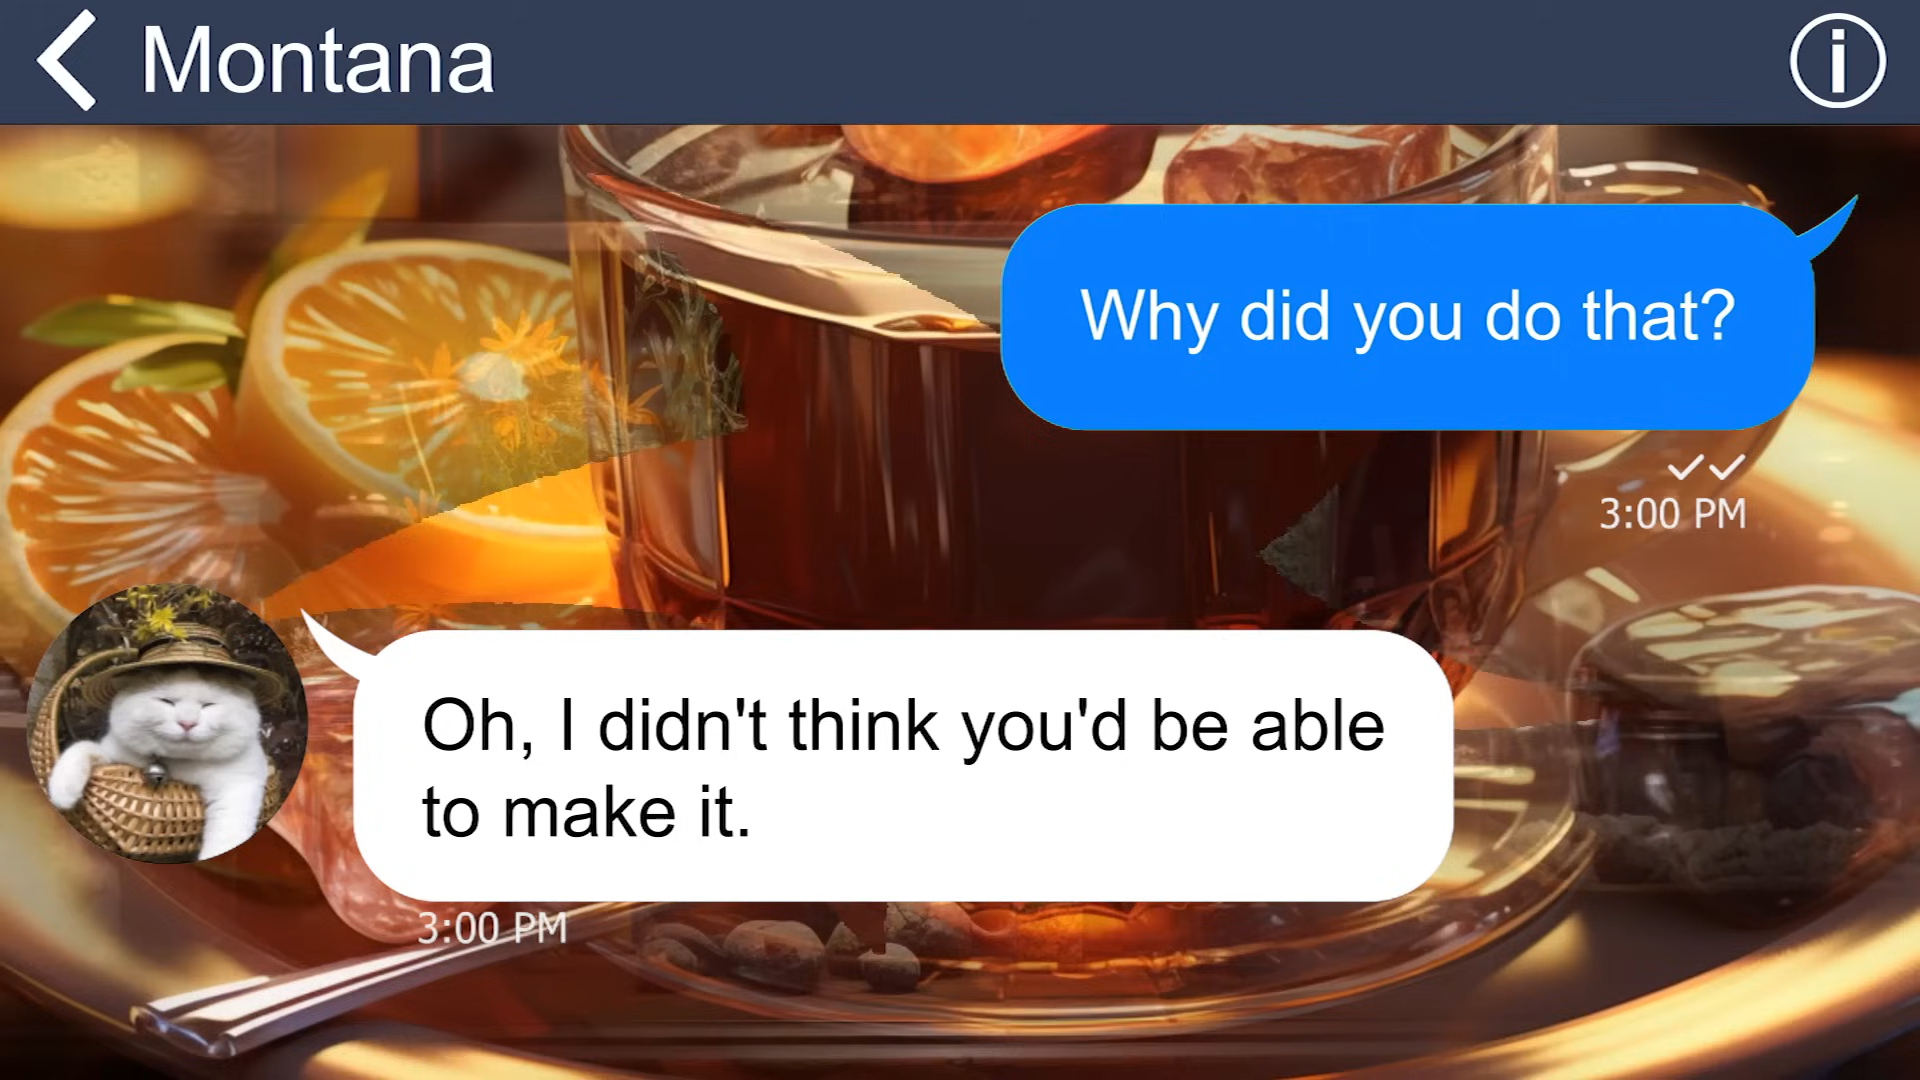 Montana
Why did you do that?
3:00 PM
Oh, I didn't think you'd be able
to make it.
3:00 PM